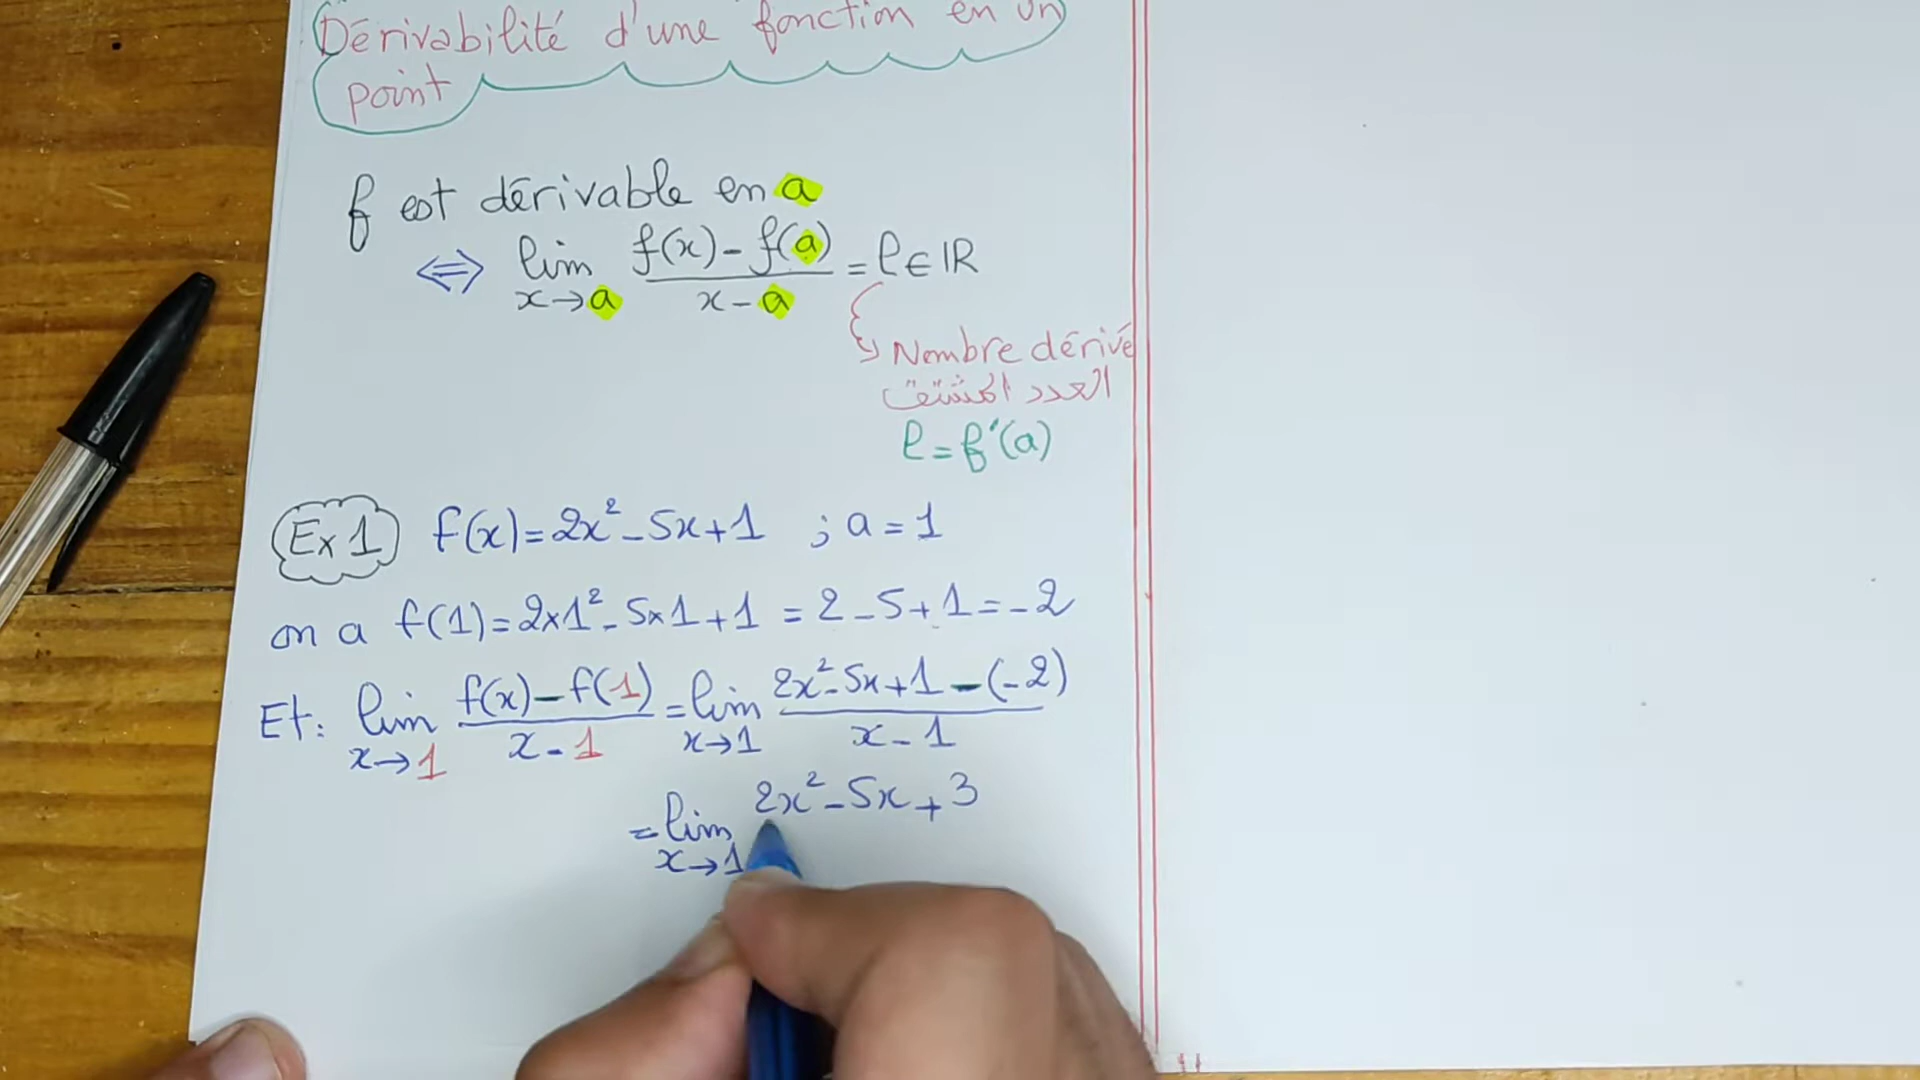 Dérivabilité d'une fonction en un
point
f est dérivable en a
⇔ lim x→a (f(x) - f(a))/(x - a) = l ∈ IR
Nombre dérivé
العدد المشتق
l = f'(a)
Ex 1 f(x) = 2x² - 5x + 1 ; a = 1
on a f(1) = 2×1² - 5×1 + 1 = 2 - 5 + 1 = -2
Et: lim x→1 (f(x) - f(1))/(x - 1) = lim x→1 (2x² - 5x + 1 - (-2))/(x - 1)
= lim x→1 2x² - 5x + 3